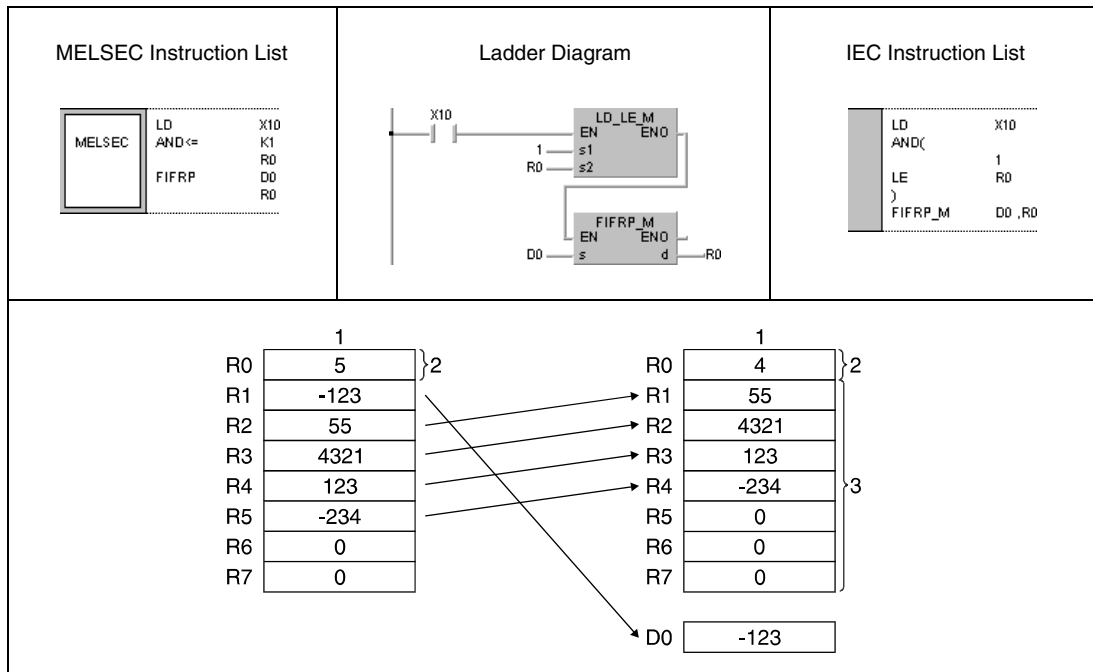 MELSEC Instruction List
Ladder Diagram
IEC Instruction List
MELSEC
LD X10
AND<= K1
R0
FIFRP D0
R0
X10
LD_LE_M
EN ENO
1 s1
R0 s2
FIFRP_M
EN ENO
D0 s d R0
LD X10
AND(
1
LE R0
)
FIFRP_M D0 ,R0
1 1
R0 5 2 R0 4 2
R1 -123 R1 55
R2 55 R2 4321
R3 4321 R3 123
R4 123 R4 -234 3
R5 -234 R5 0
R6 0 R6 0
R7 0 R7 0
D0 -123